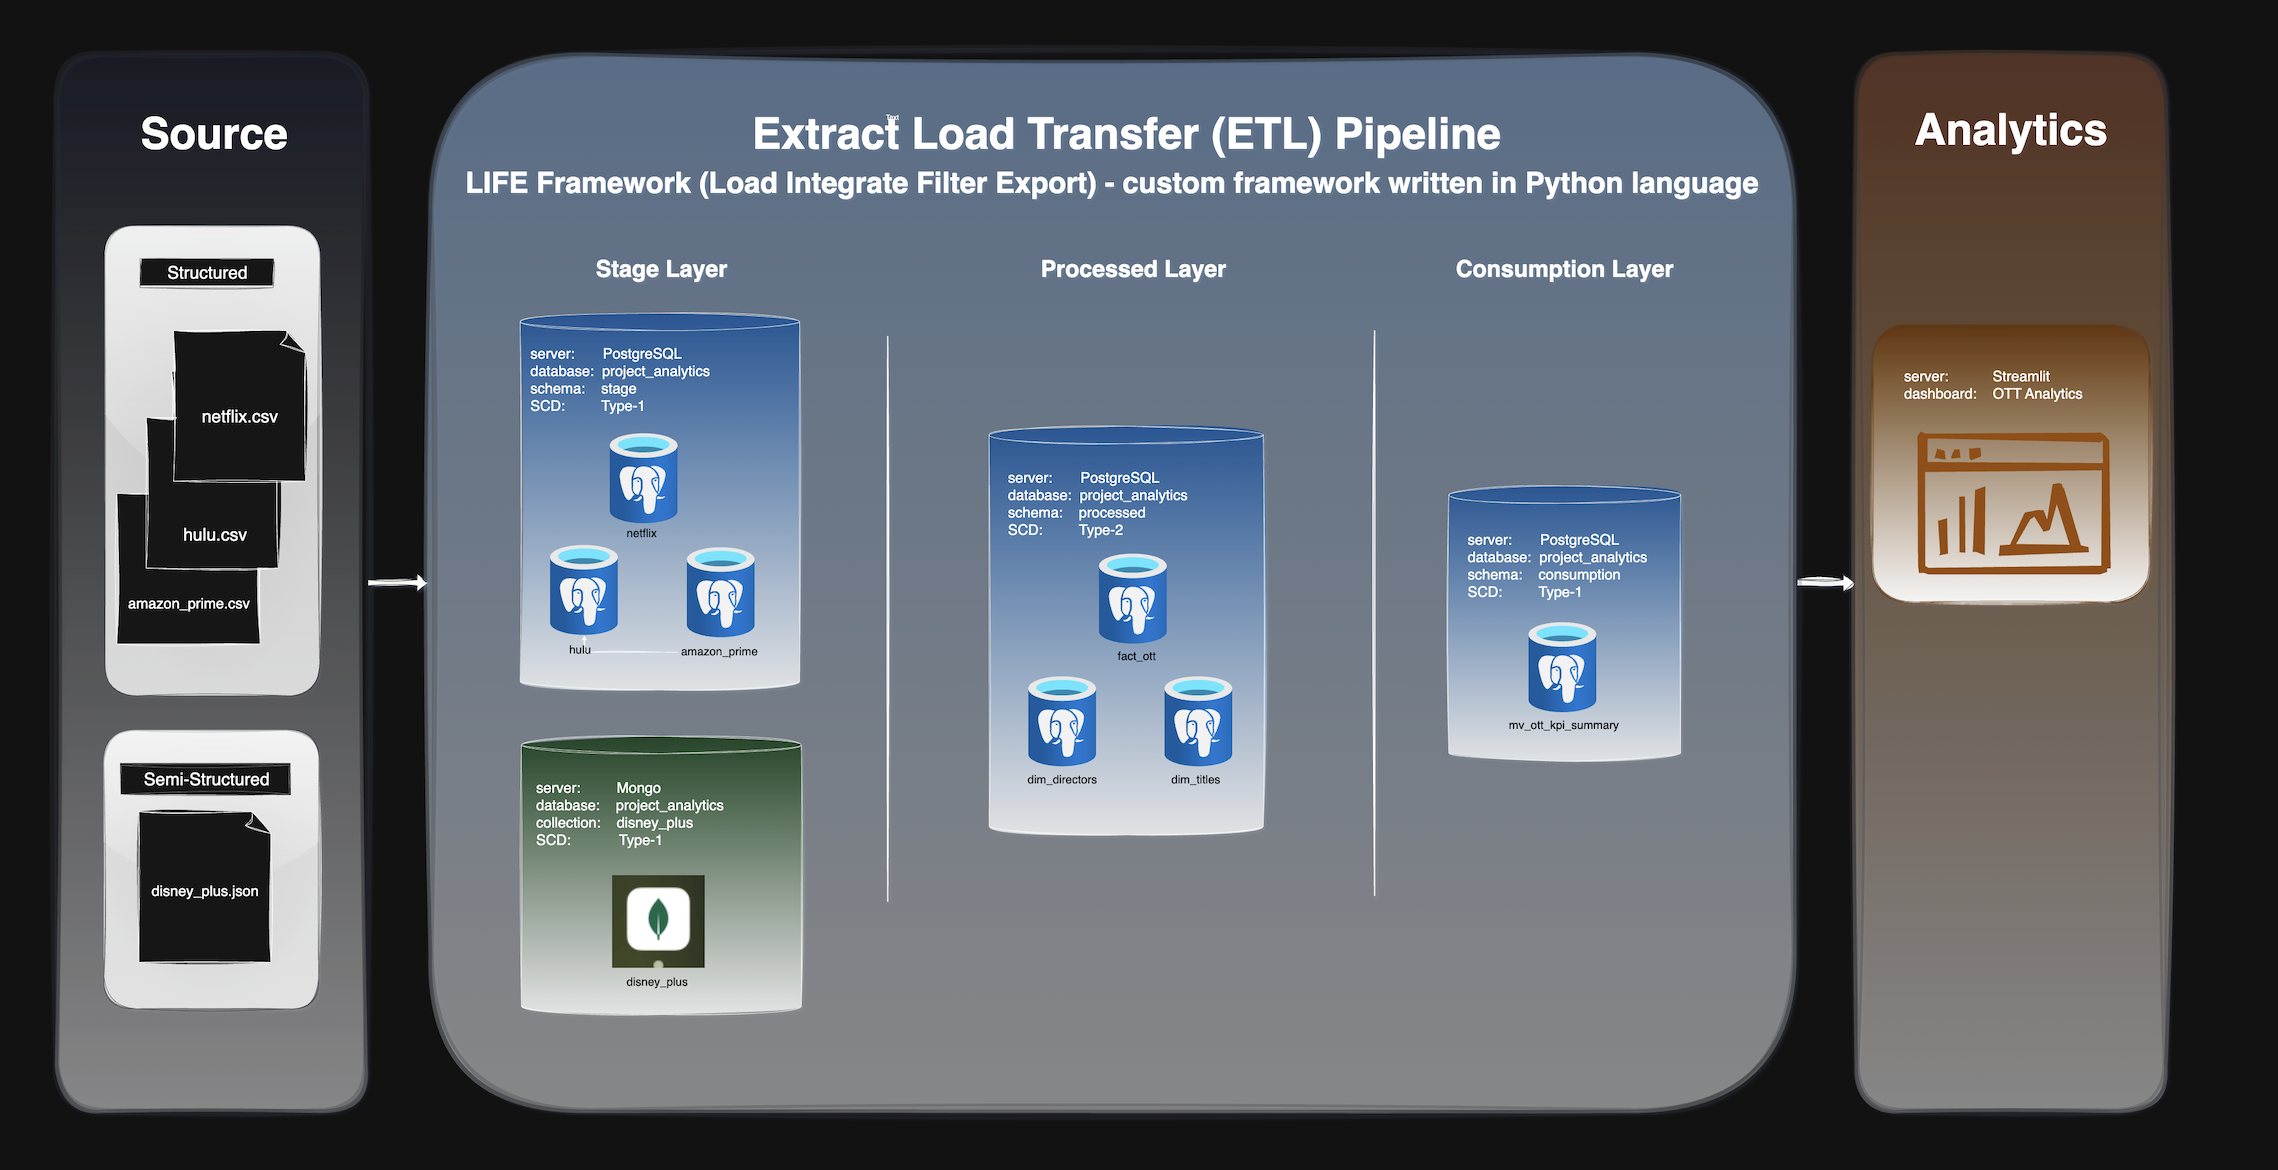 Source
Structured
netflix.csv
hulu.csv
amazon_prime.csv
Semi-Structured
disney_plus.json
Text
Extract Load Transfer (ETL) Pipeline
LIFE Framework (Load Integrate Filter Export) - custom framework written in Python language
Stage Layer
server: PostgreSQL
database: project_analytics
schema: stage
SCD: Type-1
netflix
hulu
amazon_prime
server: Mongo
database: project_analytics
collection: disney_plus
SCD: Type-1
disney_plus
Processed Layer
server: PostgreSQL
database: project_analytics
schema: processed
SCD: Type-2
fact_ott
dim_directors
dim_titles
Consumption Layer
server: PostgreSQL
database: project_analytics
schema: consumption
SCD: Type-1
mv_ott_kpi_summary
Analytics
server: Streamlit
dashboard: OTT Analytics